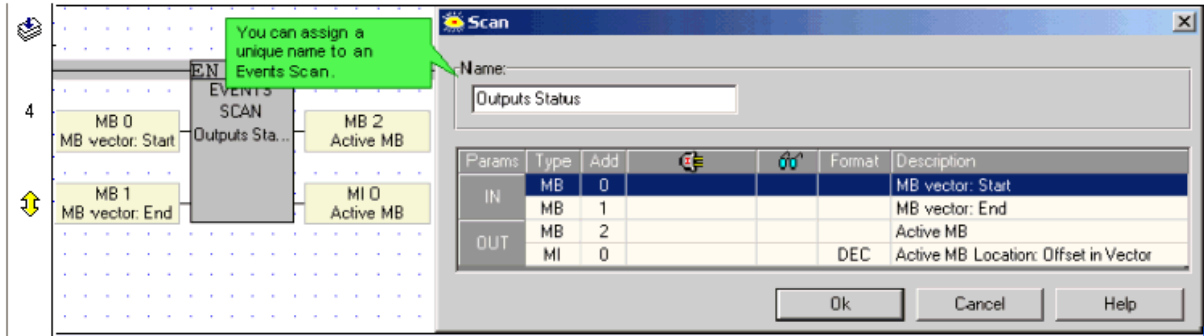 You can assign a
unique name to an
Events Scan.
EN
EVENTS
SCAN
Outputs Sta...
4
MB 0
MB vector: Start
MB 1
MB vector: End
MB 2
Active MB
MI 0
Active MB
Scan
Name:
Outputs Status
Params Type Add Format Description
IN
MB 0 MB vector: Start
MB 1 MB vector: End
OUT
MB 2 Active MB
MI 0 DEC Active MB Location: Offset in Vector
Ok Cancel Help